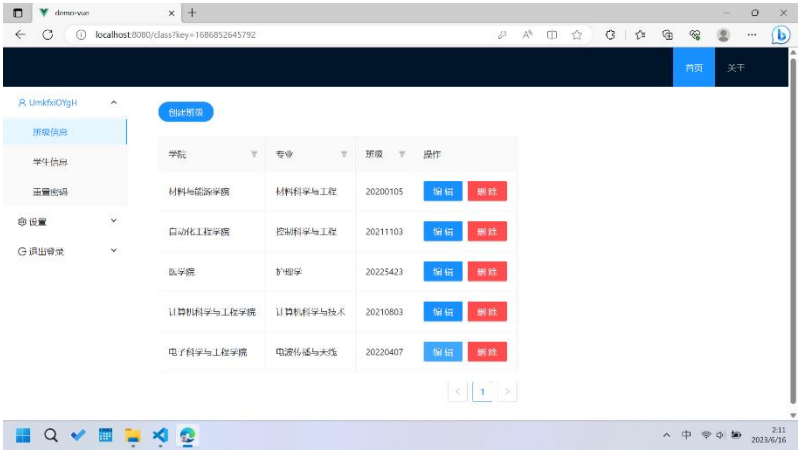 demo-vue
localhost:8080/class?key=1686852645792
首页 关于
UmkfxiOYgH
创建班级
班级信息
学生信息
重置密码
设置
退出登录
学院 专业 班级 操作
材料与能源学院 材料科学与工程 20200105 编辑 删除
自动化工程学院 控制科学与工程 20211103 编辑 删除
医学院 护理学 20225423 编辑 删除
计算机科学与工程学院 计算机科学与技术 20210803 编辑 删除
电子科学与工程学院 电波传播与天线 20220407 编辑 删除
1
中
2:11
2023/6/16